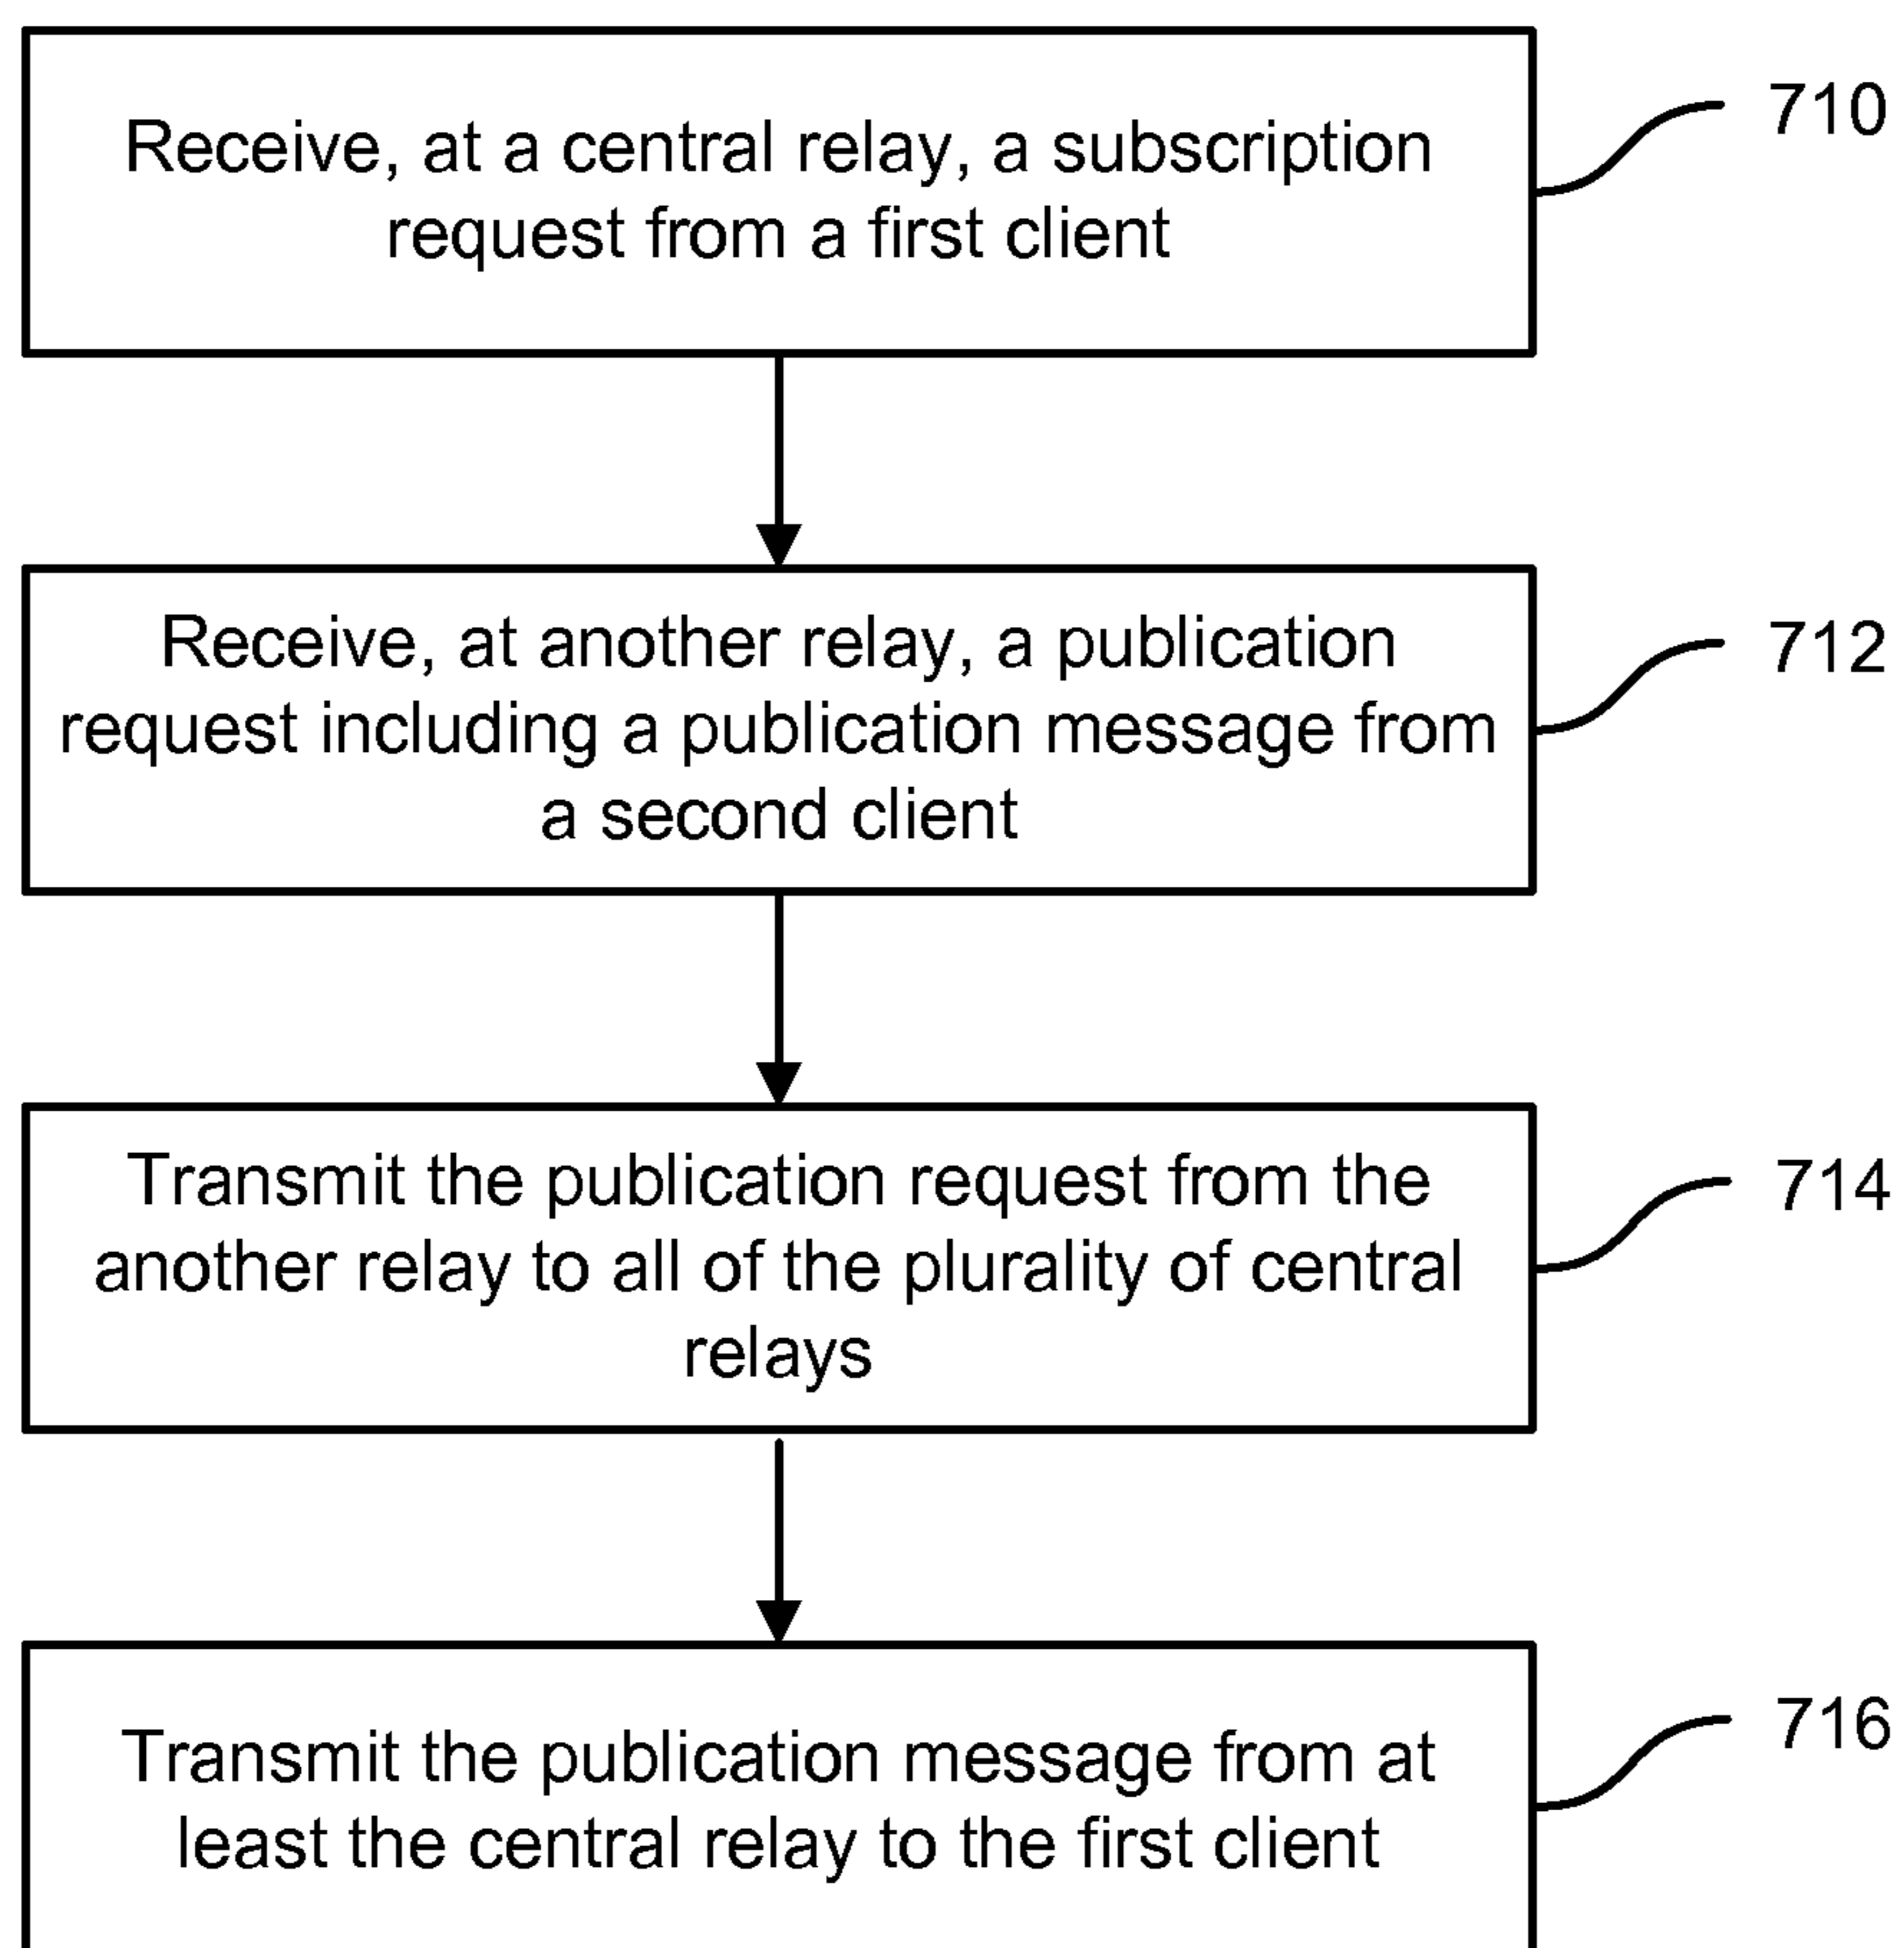 Receive, at a central relay, a subscription
request from a first client
710
Receive, at another relay, a publication
request including a publication message from
a second client
712
Transmit the publication request from the
another relay to all of the plurality of central
relays
714
Transmit the publication message from at
least the central relay to the first client
716